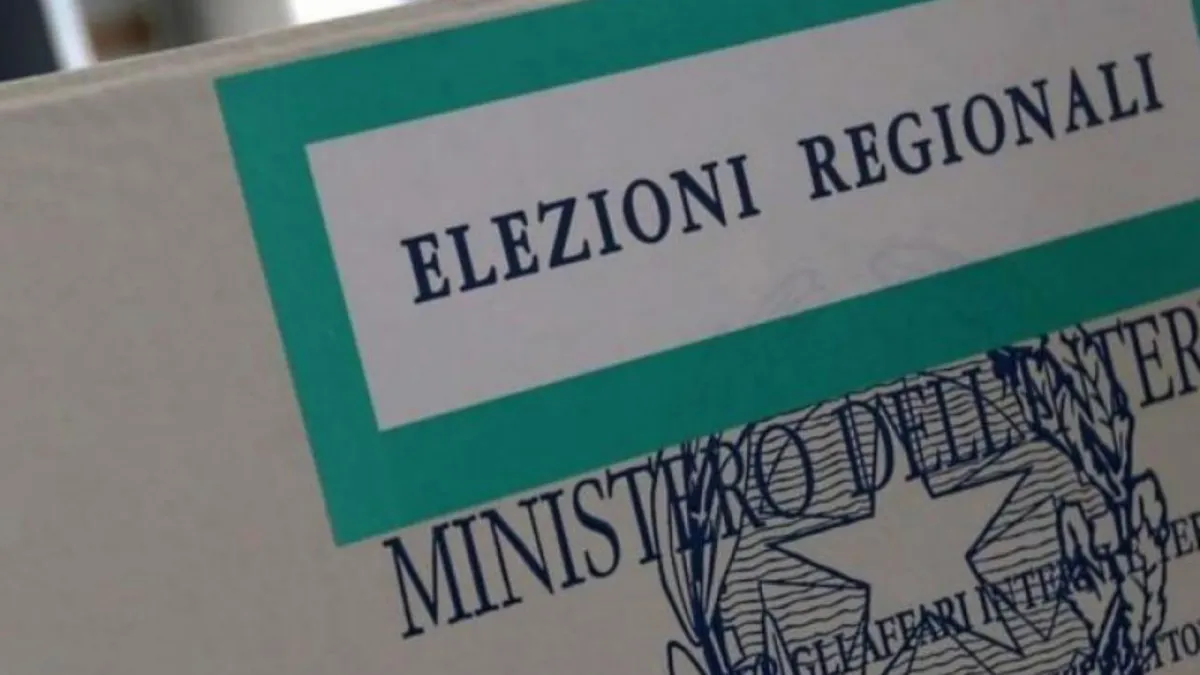 ELEZIONI REGIONALI
MINISTERO DELL'INTER
GLI AFFARI INTERNI E